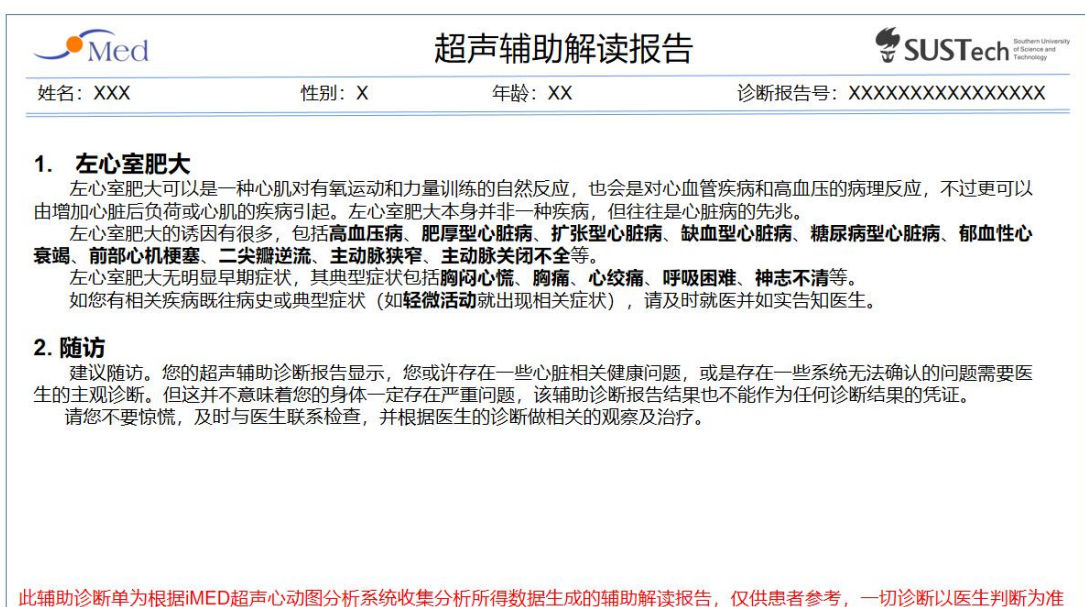 Med
超声辅助解读报告
SUSTech
Southern University
of Science and
Technology
姓名：XXX 性别：X 年龄：XX 诊断报告号：XXXXXXXXXXXXXXXX
1. 左心室肥大
左心室肥大可以是一种心肌对有氧运动和力量训练的自然反应，也会是对心血管疾病和高血压的病理反应，不过更可以
由增加心脏后负荷或心肌的疾病引起。左心室肥大本身并非一种疾病，但往往是心脏病的先兆。
左心室肥大的诱因有很多，包括高血压病、肥厚型心脏病、扩张型心脏病、缺血型心脏病、糖尿病型心脏病、郁血性心
衰竭、前部心机梗塞、二尖瓣逆流、主动脉狭窄、主动脉关闭不全等。
左心室肥大无明显早期症状，其典型症状包括胸闷心慌、胸痛、心绞痛、呼吸困难、神志不清等。
如您有相关疾病既往病史或典型症状（如轻微活动就出现相关症状），请及时就医并如实告知医生。
2. 随访
建议随访。您的超声辅助诊断报告显示，您或许存在一些心脏相关健康问题，或是存在一些系统无法确认的问题需要医
生的主观诊断。但这并不意味着您的身体一定存在严重问题，该辅助诊断报告结果也不能作为任何诊断结果的凭证。
请您不要惊慌，及时与医生联系检查，并根据医生的诊断做相关的观察及治疗。
此辅助诊断单为根据iMED超声心动图分析系统收集分析所得数据生成的辅助解读报告，仅供患者参考，一切诊断以医生判断为准